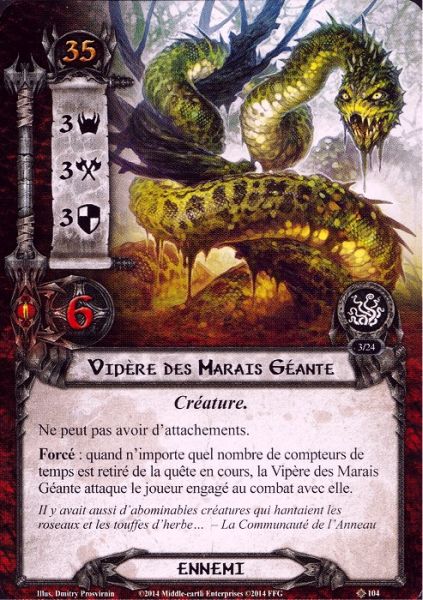 35
3
3
3
6
3/24
Vipère des Marais Géante
Créature.
Ne peut pas avoir d'attachements.
Forcé : quand n'importe quel nombre de compteurs de
temps est retiré de la quête en cours, la Vipère des Marais
Géante attaque le joueur engagé au combat avec elle.
Il y avait aussi d'abominables créatures qui hantaient les
roseaux et les touffes d'herbe… – La Communauté de l'Anneau
ENNEMI
Illus. Dmitry Prosvirnin ©2014 Middle-earth Enterprises ©2014 FFG 104